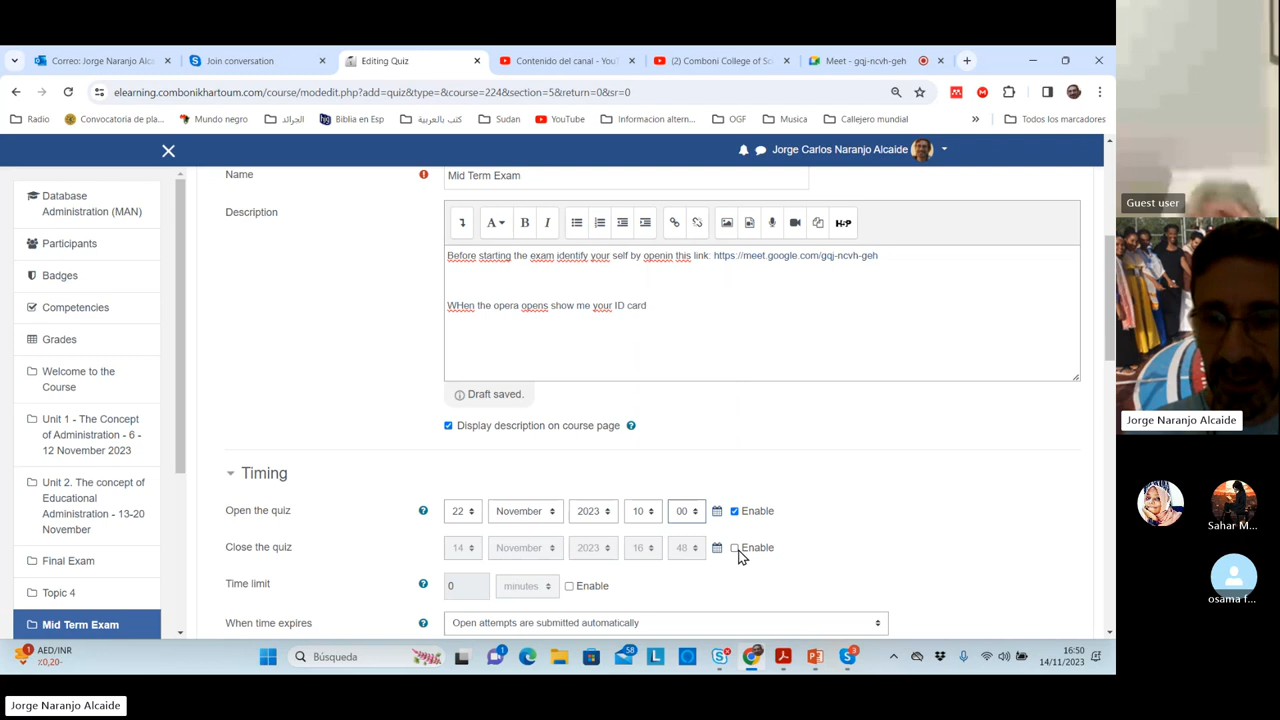 Correo: Jorge Naranjo Alca
Join conversation
Editing Quiz
Contenido del canal - YouT
(2) Comboni College of Sc
Meet - gqj-ncvh-geh
elearning.combonikhartoum.com/course/modedit.php?add=quiz&type=&course=224&section=5&return=0&sr=0
Radio
Convocatoria de pla...
Mundo negro
الجرائد
Biblia en Esp
كتب بالعربية
Sudan
YouTube
Informacion altern...
OGF
Musica
Callejero mundial
»
Todos los marcadores
Jorge Carlos Naranjo Alcaide
Database
Administration (MAN)
Participants
Badges
Competencies
Grades
Welcome to the
Course
Unit 1 - The Concept
of Administration - 6 -
12 November 2023
Unit 2. The concept of
Educational
Administration - 13-20
November
Final Exam
Topic 4
Mid Term Exam
Name
Mid Term Exam
Description
A B I H-P
Before starting the exam identify your self by openin this link: https://meet.google.com/gqj-ncvh-geh
WHen the opera opens show me your ID card
Draft saved.
Display description on course page
Timing
Open the quiz 22 November 2023 10 00 Enable
Close the quiz 14 November 2023 16 48 Enable
Time limit 0 minutes Enable
When time expires Open attempts are submitted automatically
Guest user
Jorge Naranjo Alcaide
Sahar M...
osama f...
1
AED/INR
٪0,20-
Búsqueda
58
3
16:50
14/11/2023
Jorge Naranjo Alcaide